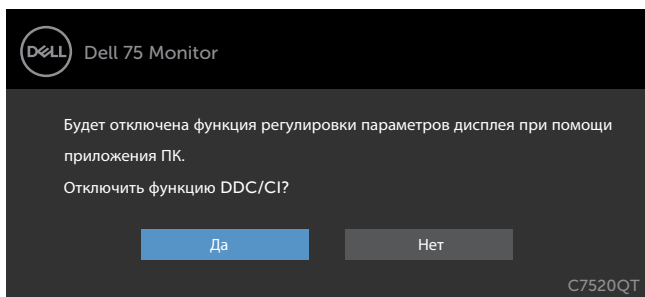 DELL
Dell 75 Monitor
Будет отключена функция регулировки параметров дисплея при помощи
приложения ПК.
Отключить функцию DDC/CI?
Да
Нет
C7520QT